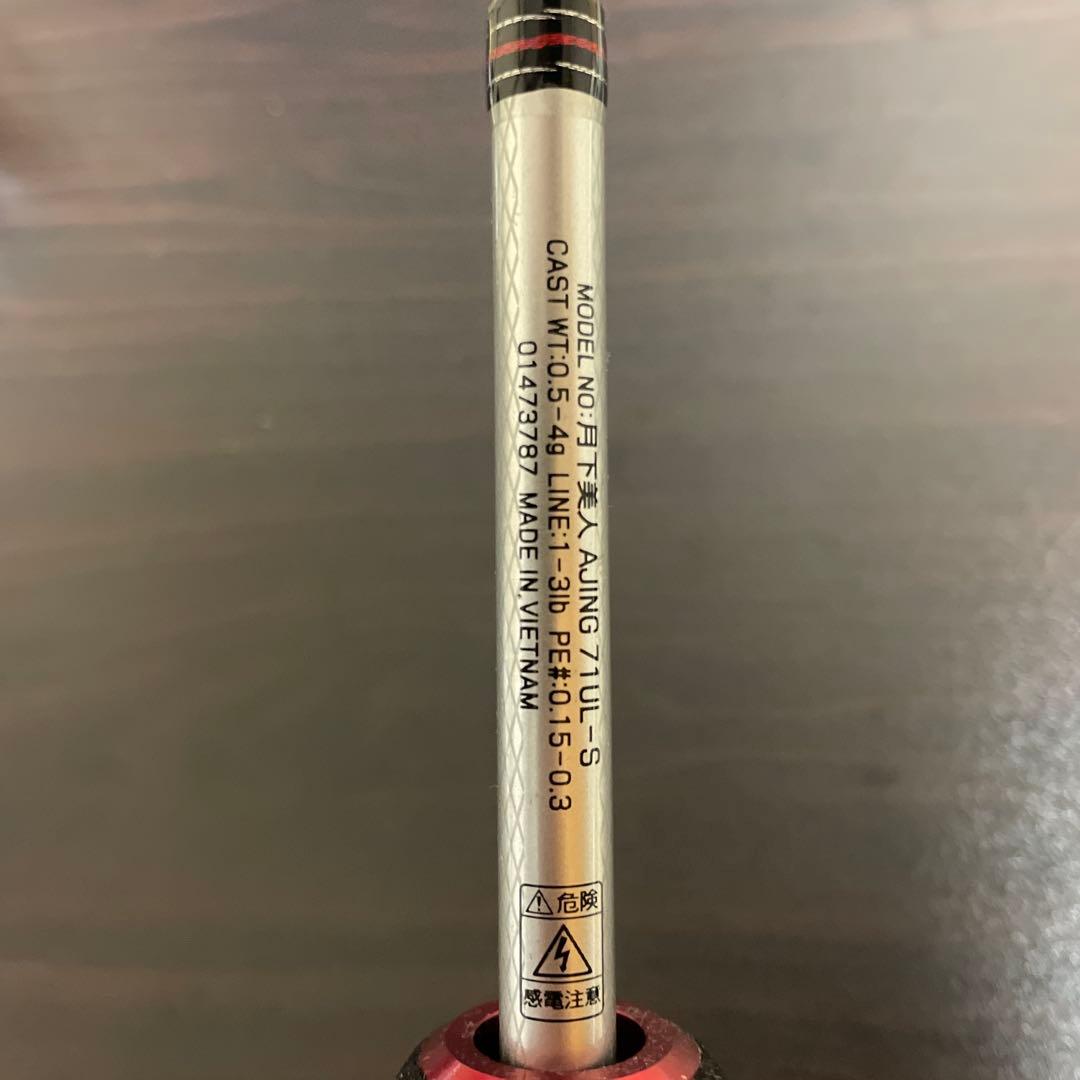 MODEL NO:月下美人 AJING 71UL-S
CAST WT:0.5-4g LINE:1-3lb PE#:0.15-0.3
01473787 MADE IN VIETNAM
危険
感電注意